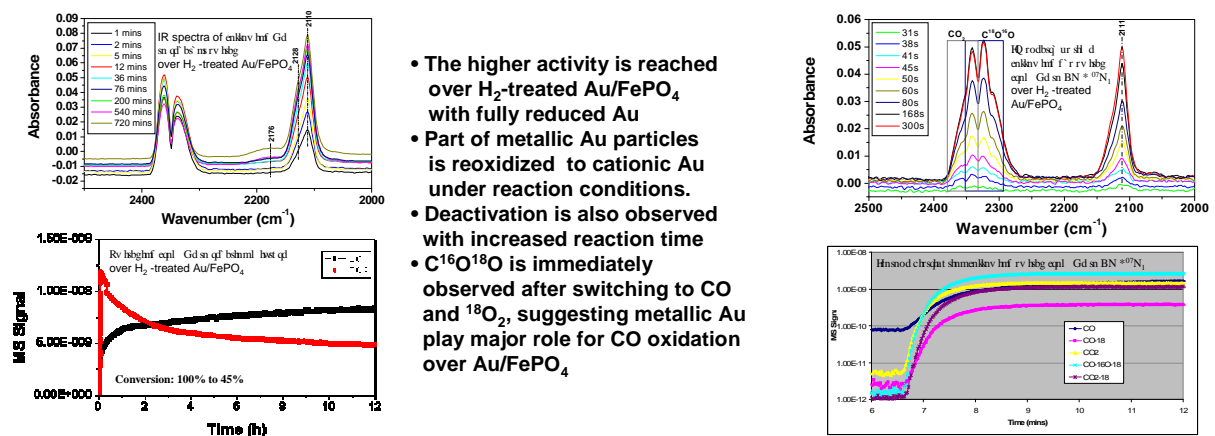 0.09
0.08
0.07
0.06
0.05
0.04
0.03
0.02
0.01
0.00
-0.01
-0.02
Absorbance
1 mins
2 mins
5 mins
12 mins
36 mins
76 mins
200 mins
540 mins
720 mins
IR spectra of enkknv hmf Gd
over H2 -treated Au/FePO4
2176
2128
2110
2400
2200
2000
Wavenumber (cm-1)
1.50E-008
1.00E-008
5.00E-009
0.00E+000
MS Signal
over H2 -treated Au/FePO4
Conversion: 100% to 45%
0
2
4
6
8
10
12
Time (h)
• The higher activity is reached
over H2-treated Au/FePO4
with fully reduced Au
• Part of metallic Au particles
is reoxidized to cationic Au
under reaction conditions.
• Deactivation is also observed
with increased reaction time
• C16O18O is immediately
observed after switching to CO
and 18O2, suggesting metallic Au
play major role for CO oxidation
over Au/FePO4
0.06
0.05
0.04
0.03
0.02
0.01
0.00
Absorbance
31s
38s
41s
45s
50s
60s
80s
168s
300s
CO2
C18O16O
2111
over H2 -treated
Au/FePO4
2500
2400
2300
2200
2100
2000
Wavenumber (cm-1)
1.00E-08
1.00E-09
1.00E-10
1.00E-11
1.00E-12
CO
CO-18
CO2
CO-16O-18
CO2-18
6
7
8
9
10
11
12
Time (mins)